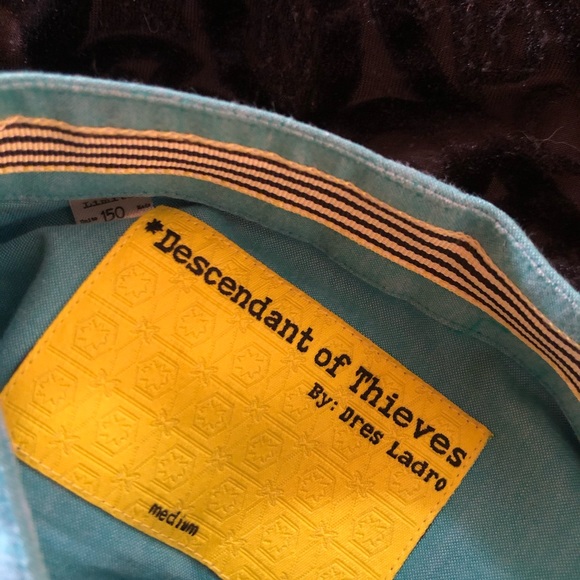 150
*Descendant of Thieves
By: Dres Ladro
medium